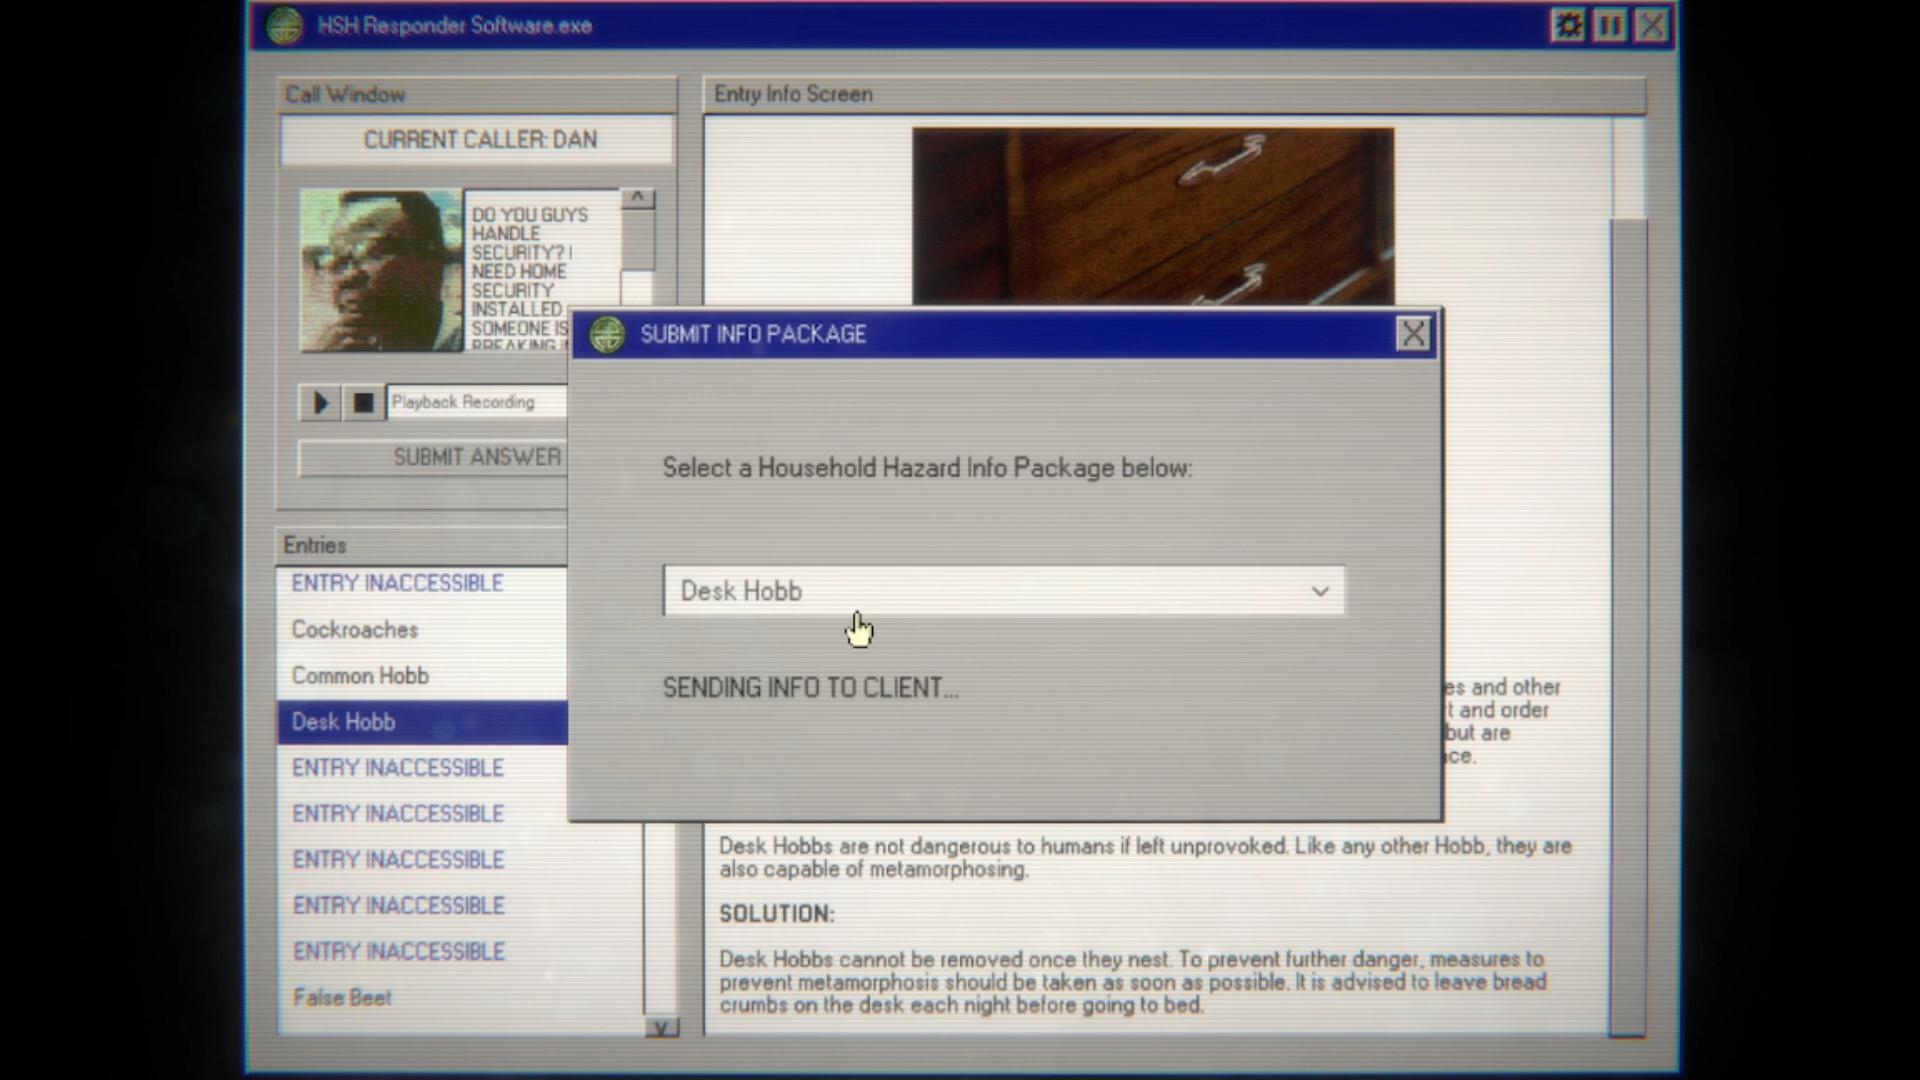 HSH Responder Software.exe
Call Window
CURRENT CALLER: DAN
DO YOU GUYS
HANDLE
SECURITY? I
NEED HOME
SECURITY
INSTALLED
SOMEONE IS
BREAKING
Playback Recording
SUBMIT ANSWER
Entries
ENTRY INACCESSIBLE
Cockroaches
Common Hobb
Desk Hobb
ENTRY INACCESSIBLE
ENTRY INACCESSIBLE
ENTRY INACCESSIBLE
ENTRY INACCESSIBLE
ENTRY INACCESSIBLE
False Beet
Entry Info Screen
SUBMIT INFO PACKAGE
Select a Household Hazard Info Package below:
Desk Hobb
SENDING INFO TO CLIENT...
and other
and order
but are
Desk Hobbs are not dangerous to humans if left unprovoked. Like any other Hobb, they are
also capable of metamorphosing.
SOLUTION:
Desk Hobbs cannot be removed once they nest. To prevent further danger, measures to
prevent metamorphosis should be taken as soon as possible. It is advised to leave bread
crumbs on the desk each night before going to bed.